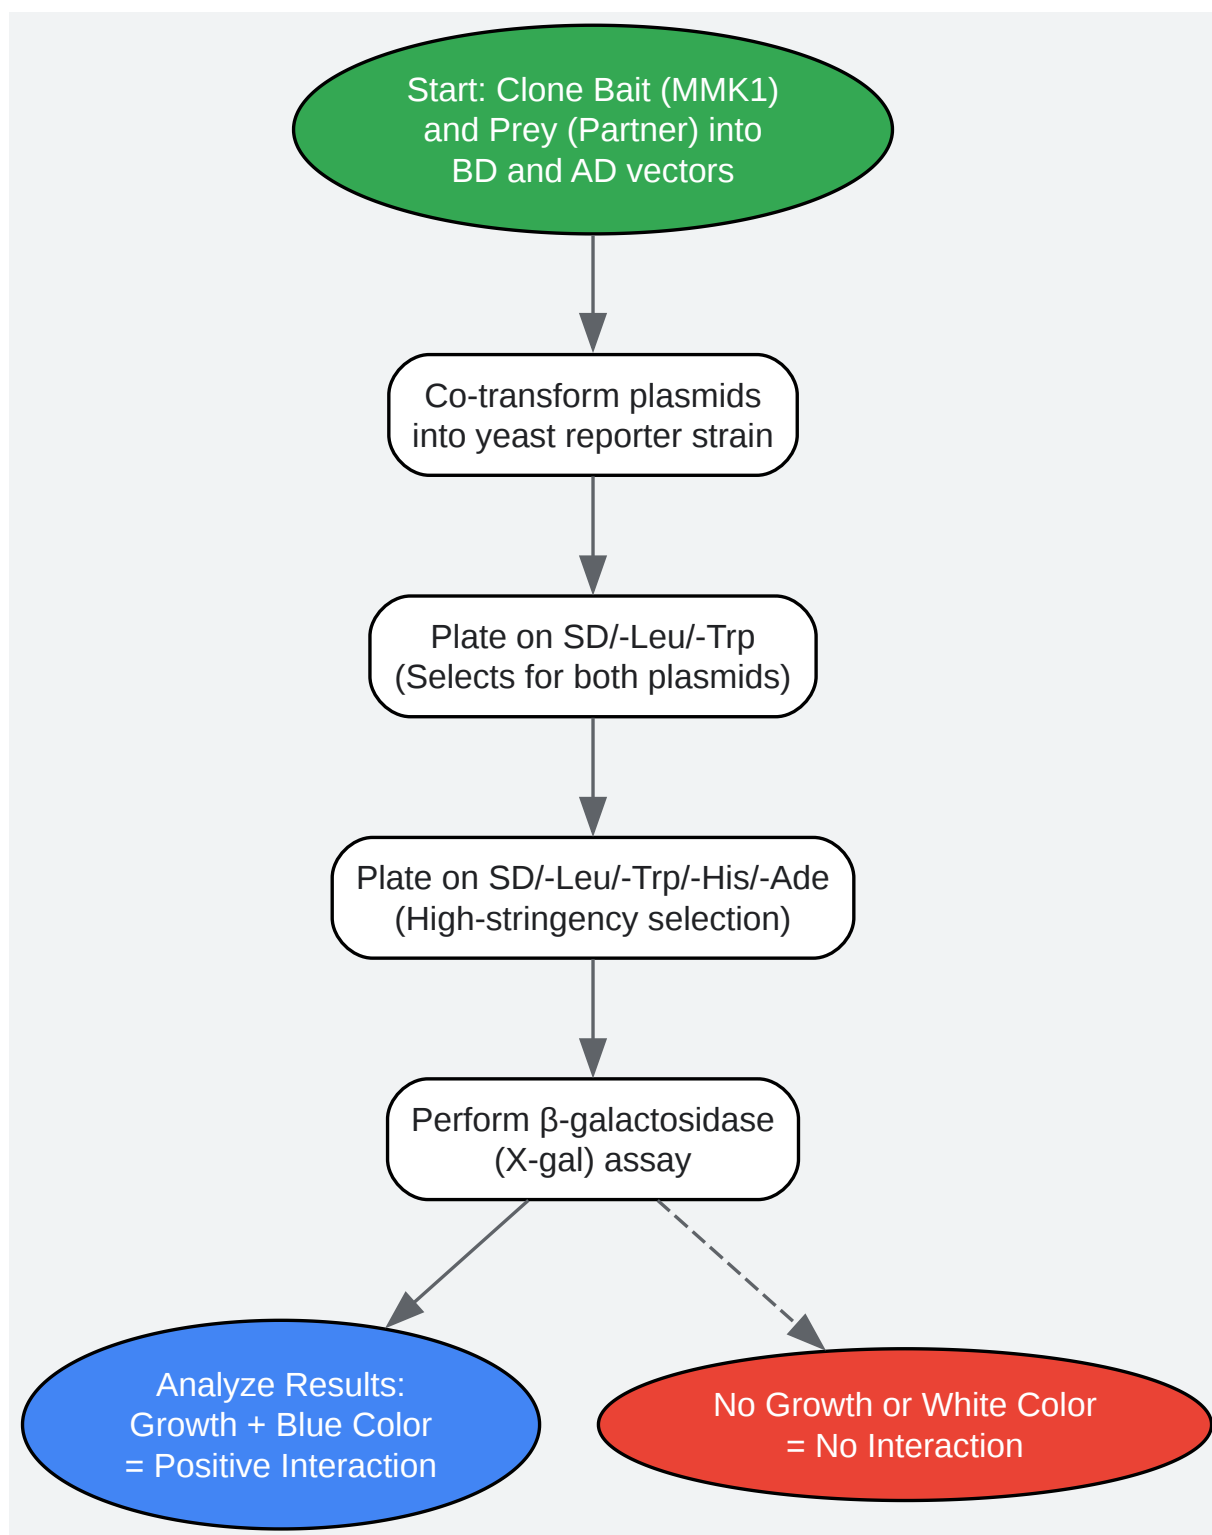 Start: Clone Bait (MMK1)
and Prey (Partner) into
BD and AD vectors
Co-transform plasmids
into yeast reporter strain
Plate on SD/-Leu/-Trp
(Selects for both plasmids)
Plate on SD/-Leu/-Trp/-His/-Ade
(High-stringency selection)
Perform β-galactosidase
(X-gal) assay
Analyze Results:
Growth + Blue Color
= Positive Interaction
No Growth or White Color
= No Interaction